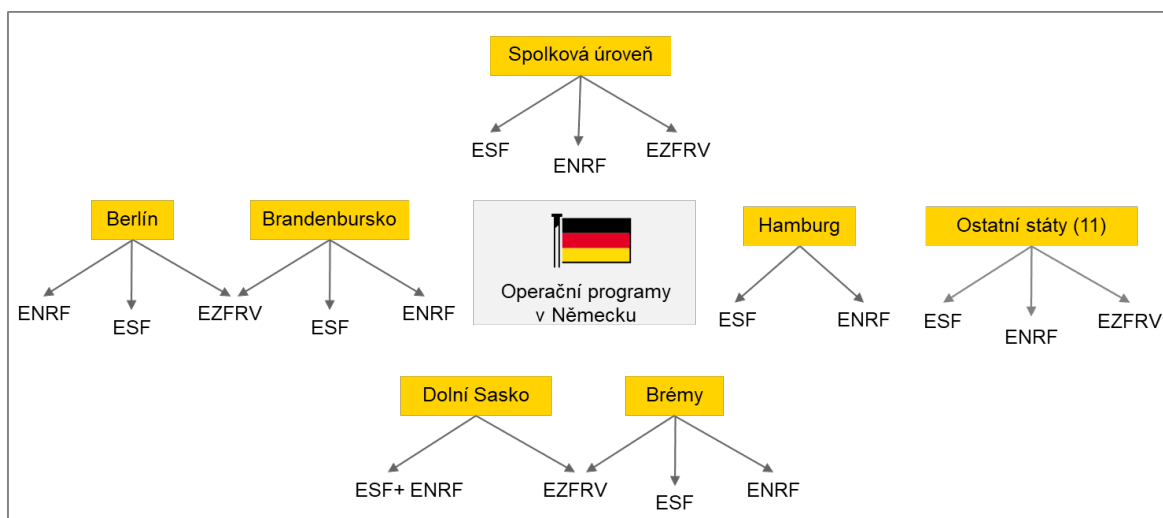 Spolková úroveň
ESF
ENRF
EZFRV
Berlín
Brandenbursko
Hamburg
Ostatní státy (11)
ENRF
ESF
EZFRV
ESF
ENRF
Operační programy
v Německu
ESF
ENRF
ESF
ENRF
EZFRV
Dolní Sasko
Brémy
ESF+ ENRF
EZFRV
ESF
ENRF